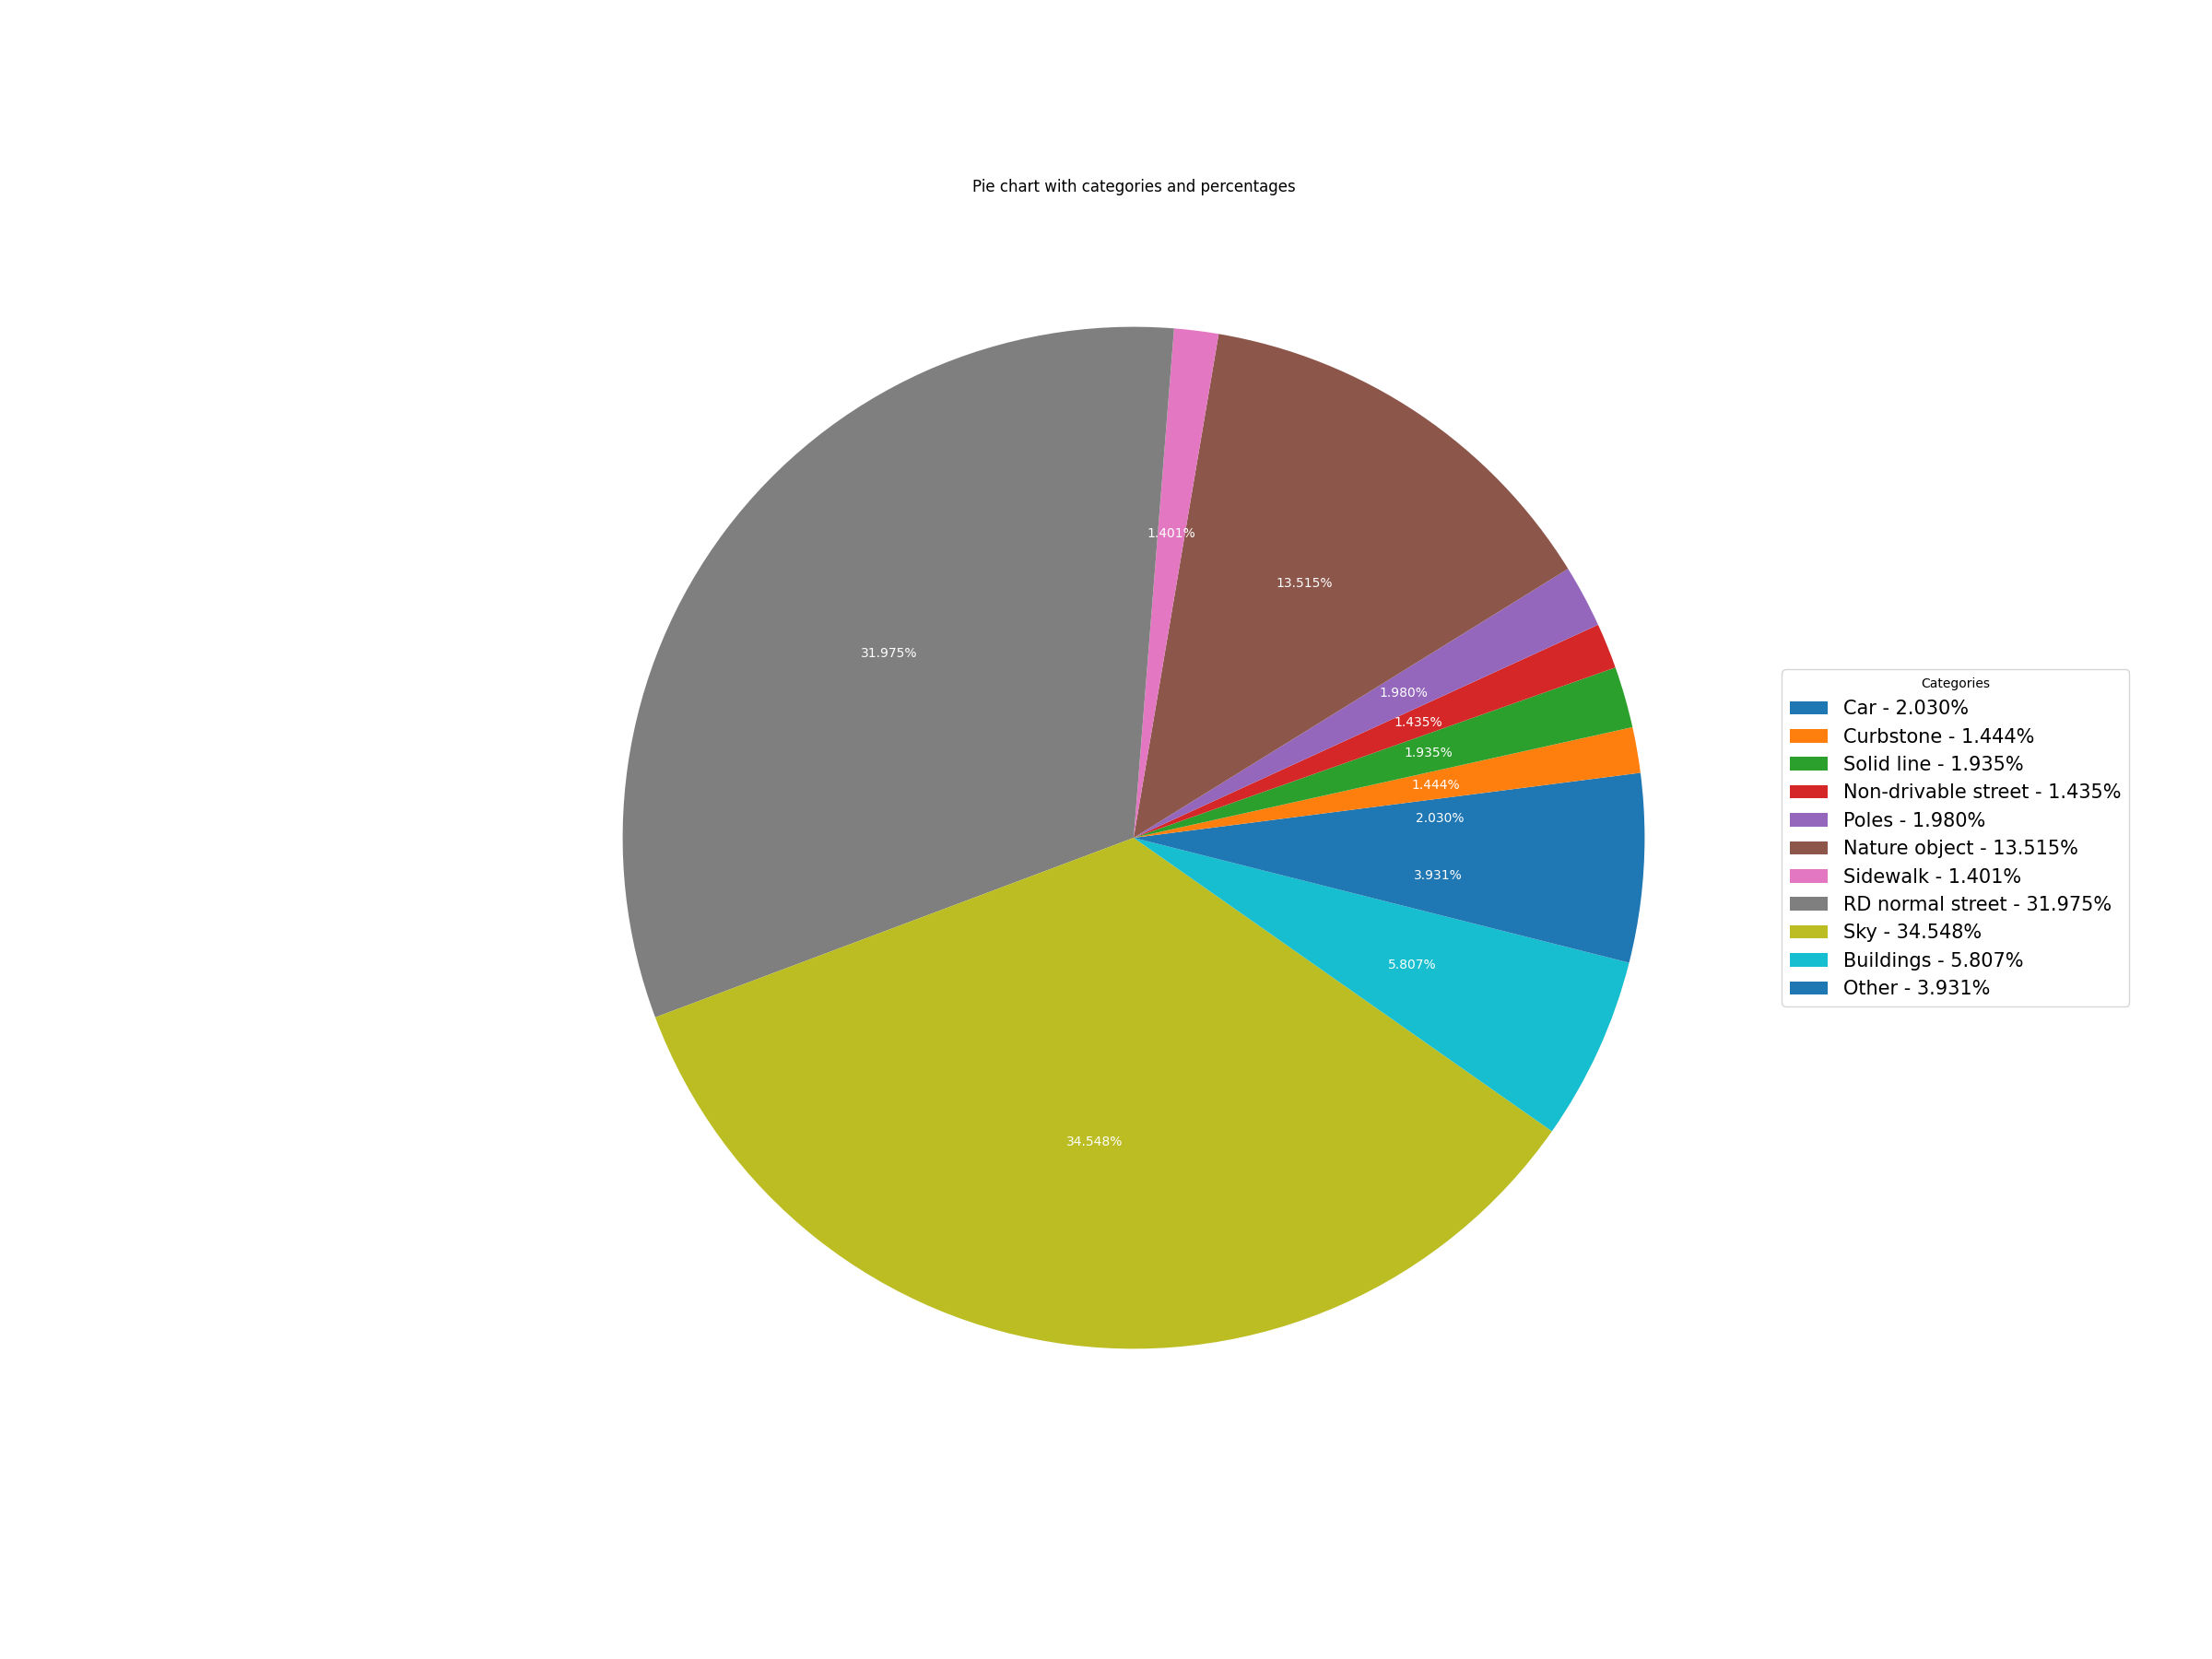 Pie chart with categories and percentages
1.401%
13.515%
31.975%
1.980%
1.435%
1.935%
1.444%
2.030%
3.931%
5.807%
34.548%
Categories
Car - 2.030%
Curbstone - 1.444%
Solid line - 1.935%
Non-drivable street - 1.435%
Poles - 1.980%
Nature object - 13.515%
Sidewalk - 1.401%
RD normal street - 31.975%
Sky - 34.548%
Buildings - 5.807%
Other - 3.931%